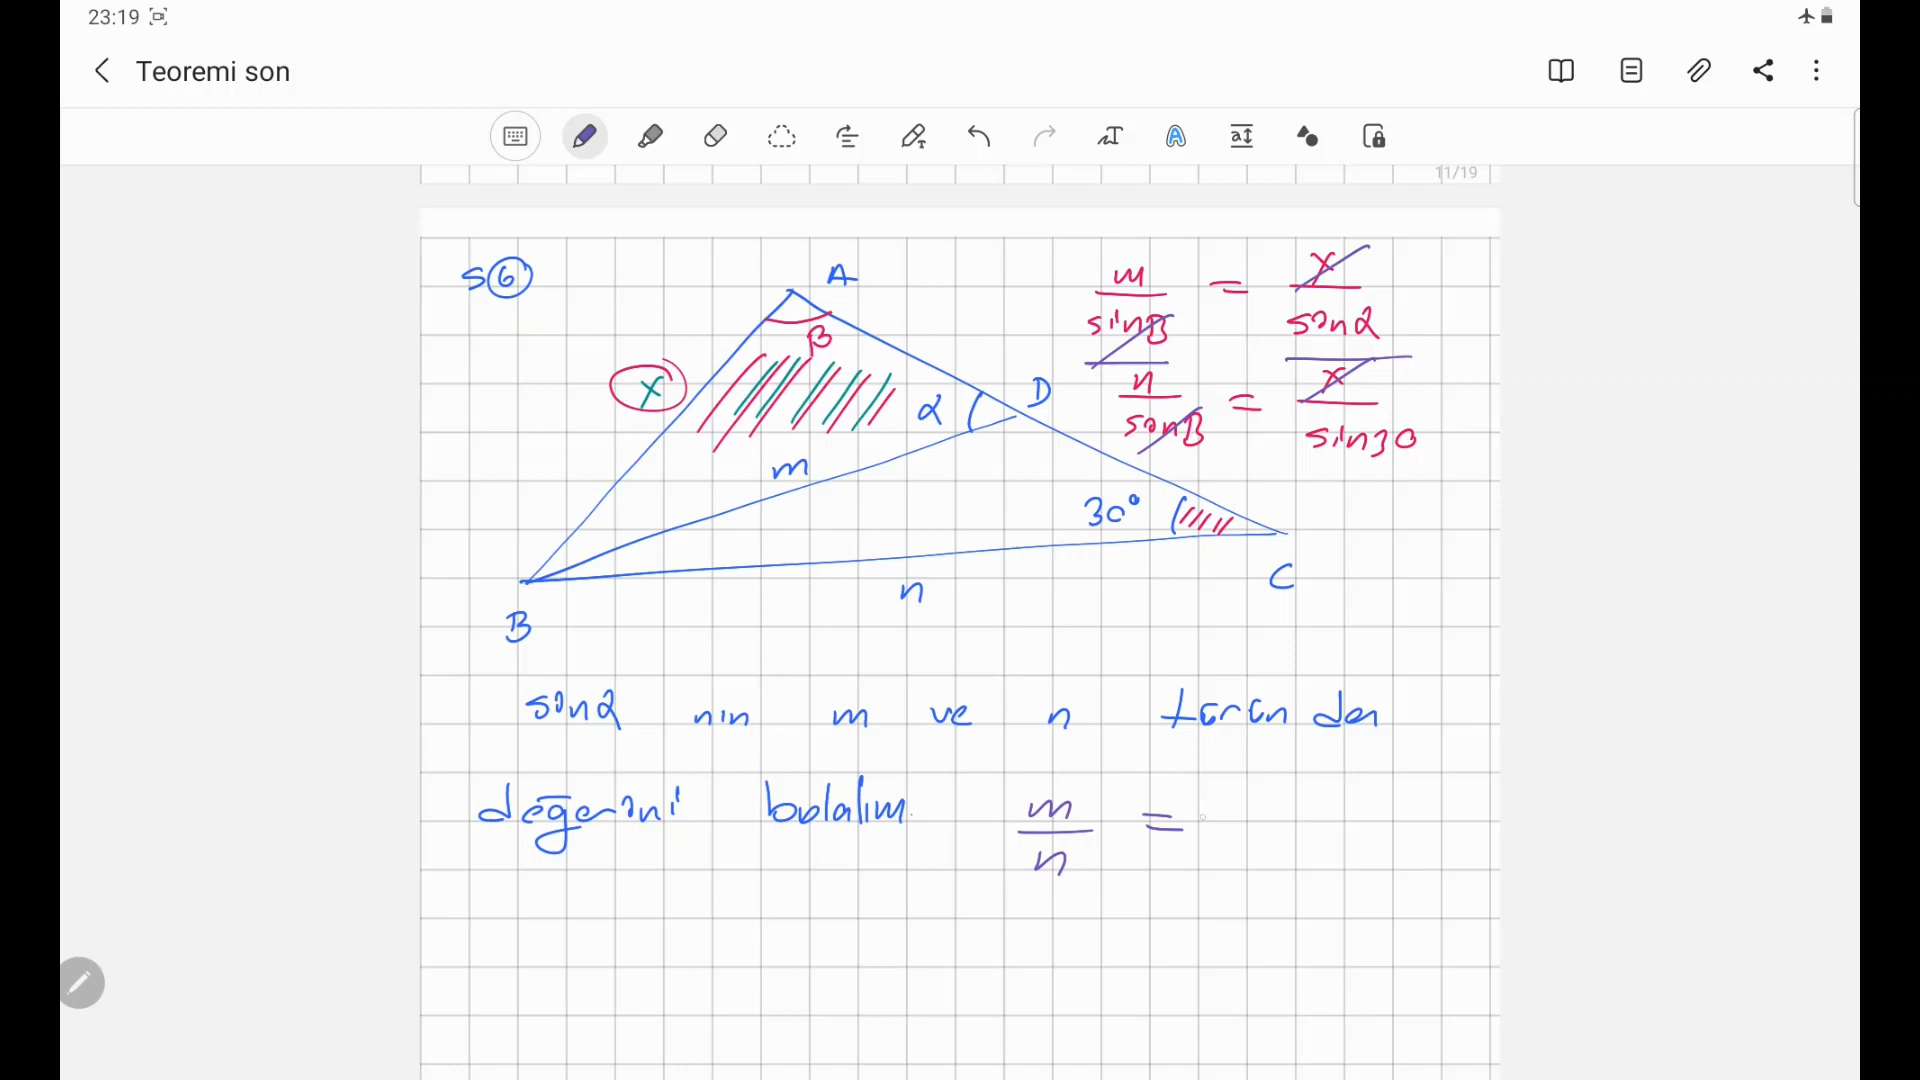 23:19
Teoremi son
11/19
S6
A
β
x
α
D
m
30°
n
B
C
m/sinβ = x/sinα
n/sinβ = x/sin30
sinα nın m ve n türünden
değerini bulalım.
m/n =